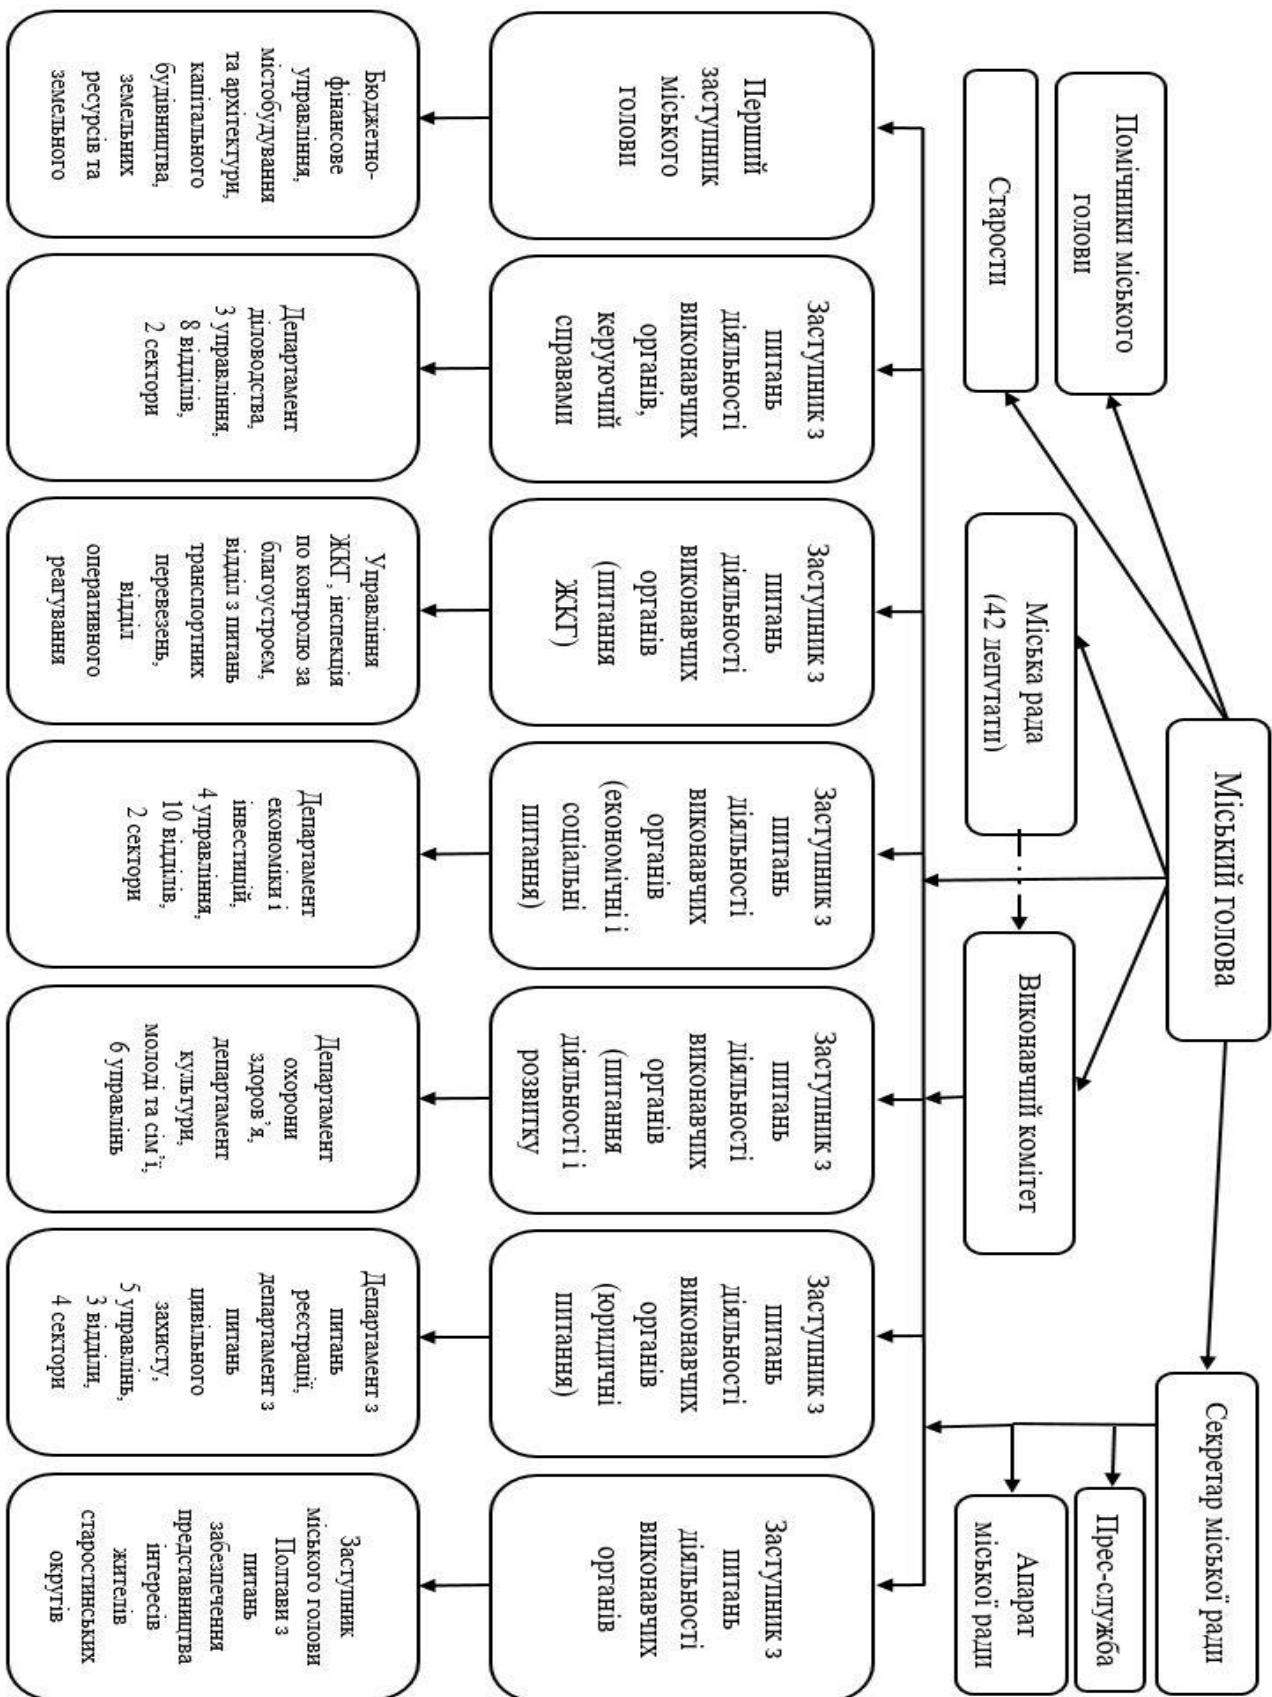 Міський голова
Помічники міського
голови
Старости
Міська рада
(42 депутати)
Виконавчий комітет
Секретар міської ради
Прес-служба
Апарат
міської ради
Перший
заступник
міського
голови
Заступник з
питань
діяльності
виконавчих
органів,
керуючий
справами
Заступник з
питань
діяльності
виконавчих
органів
(питання
ЖКГ)
Заступник з
питань
діяльності
виконавчих
органів
(економічні і
соціальні
питання)
Заступник з
питань
діяльності
виконавчих
органів
(питання
діяльності і
розвитку
Заступник з
питань
діяльності
виконавчих
органів
(юридичні
питання)
Заступник з
питань
діяльності
виконавчих
органів
Бюджетно-
фінансове
управління,
містобудування
та архітектури,
капітального
будівництва,
земельних
ресурсів та
земельного
Департамент
діловодства,
3 управління,
8 відділів,
2 сектори
Управління
ЖКГ, інспекція
по контролю за
благоустроєм,
відділ з питань
транспортних
перевезень,
відділ
оперативного
реагування
Департамент
економіки і
інвестицій,
4 управління,
10 відділів,
2 сектори
Департамент
охорони
здоров’я,
департамент
культури,
молоді та сім’ї,
6 управлінь
Департамент з
питань
реєстрації,
департамент з
питань
цивільного
захисту,
5 управлінь,
3 відділи,
4 сектори
Заступник
міського голови
Полтави з
питань
забезпечення
представництва
інтересів
жителів
старостинських
округів